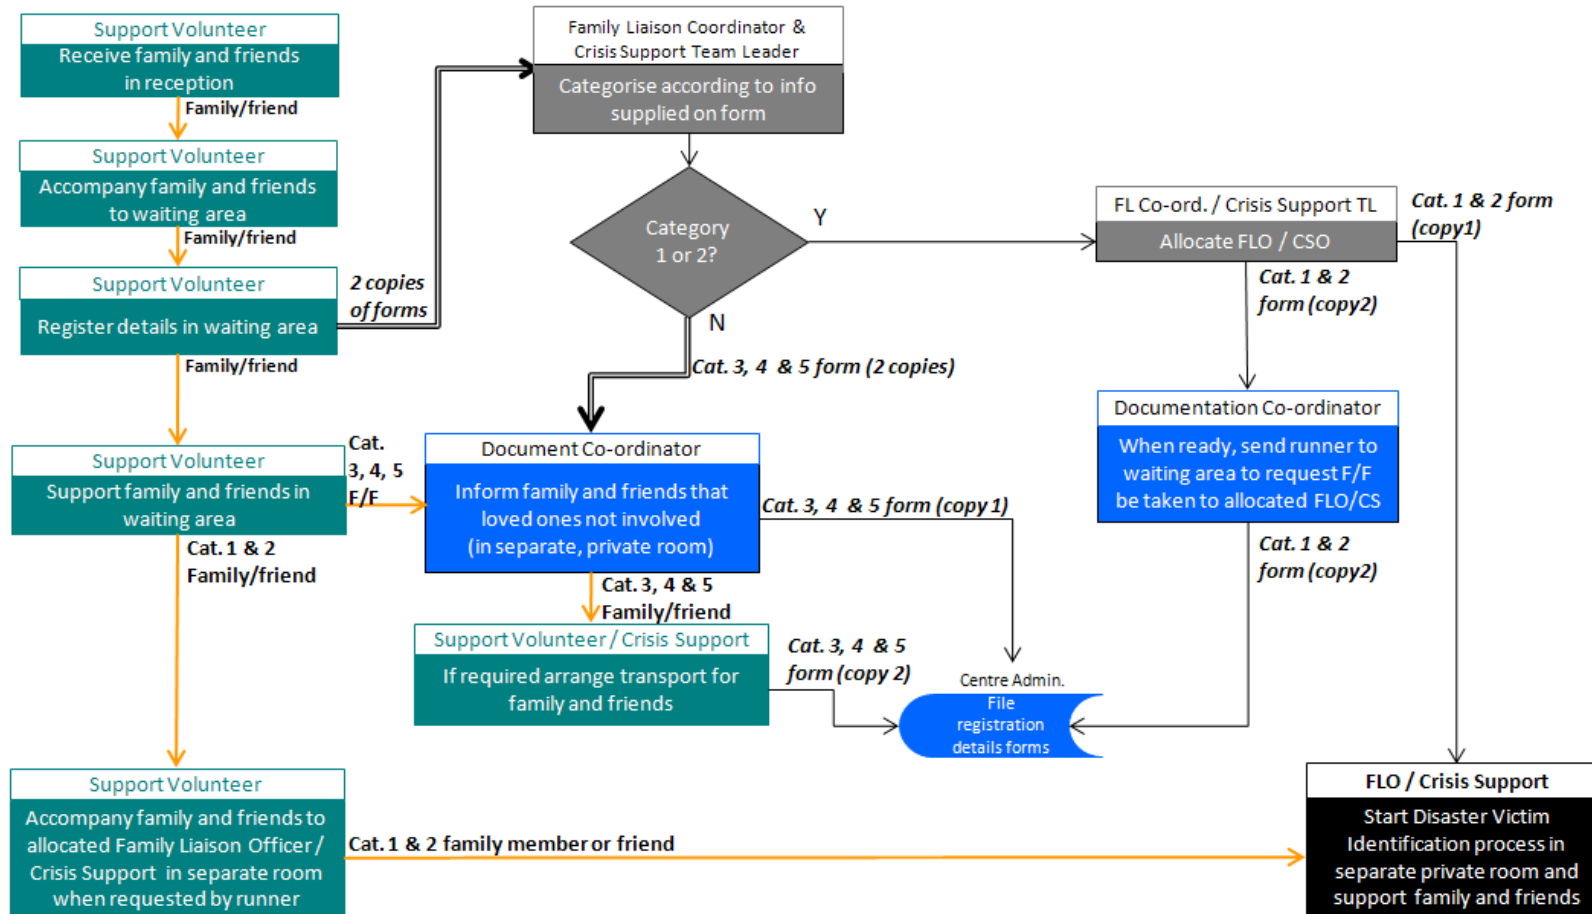 Support Volunteer
Receive family and friends
in reception
Family/friend
Support Volunteer
Accompany family and friends
to waiting area
Family/friend
Support Volunteer
Register details in waiting area
2 copies
of forms
Family/friend
Support Volunteer
Support family and friends in
waiting area
Cat.
3, 4, 5
F/F
Cat. 1 & 2
Family/friend
Support Volunteer
Accompany family and friends to
allocated Family Liaison Officer /
Crisis Support in separate room
when requested by runner
Cat. 1 & 2 family member or friend
Family Liaison Coordinator &
Crisis Support Team Leader
Categorise according to info
supplied on form
Category
1 or 2?
Y
N
Cat. 3, 4 & 5 form (2 copies)
Document Co-ordinator
Inform family and friends that
loved ones not involved
(in separate, private room)
Cat. 3, 4 & 5 form (copy 1)
Cat. 3, 4 & 5
Family/friend
Support Volunteer / Crisis Support
If required arrange transport for
family and friends
Cat. 3, 4 & 5
form (copy 2)
Centre Admin.
File
registration
details forms
FL Co-ord. / Crisis Support TL
Allocate FLO / CSO
Cat. 1 & 2 form
(copy1)
Cat. 1 & 2
form (copy2)
Documentation Co-ordinator
When ready, send runner to
waiting area to request F/F
be taken to allocated FLO/CS
Cat. 1 & 2
form (copy2)
FLO / Crisis Support
Start Disaster Victim
Identification process in
separate private room and
support family and friends